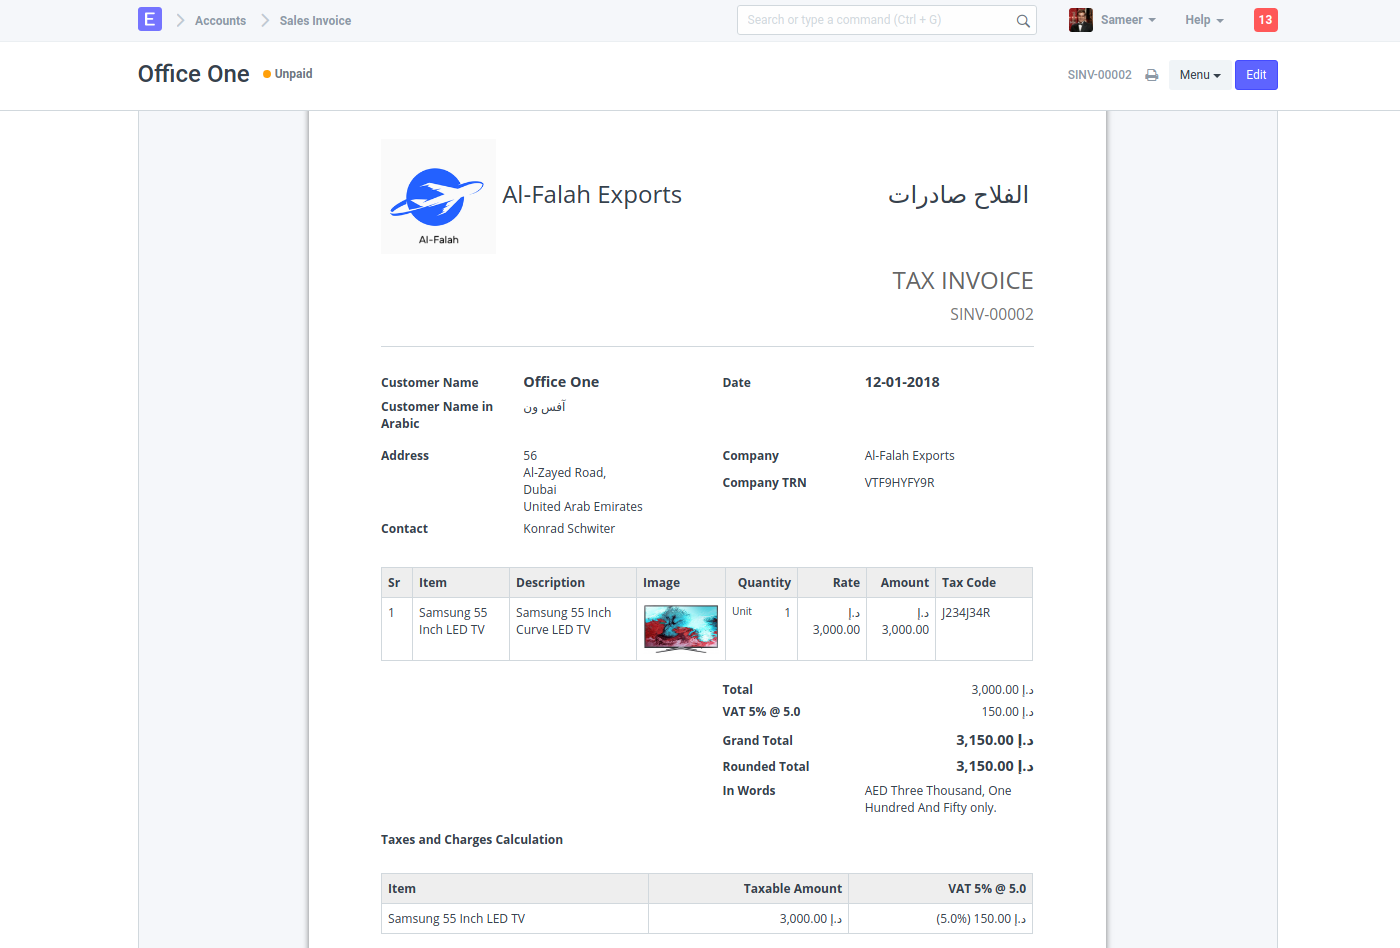 E
Accounts
Sales Invoice
Search or type a command (Ctrl + G)
Sameer
Help
13
Office One
Unpaid
SINV-00002
Menu
Edit
Al-Falah
Al-Falah Exports
الفلاح صادرات
TAX INVOICE
SINV-00002
Customer Name
Office One
Date
12-01-2018
Customer Name in
Arabic
آفس ون
Address
56
Al-Zayed Road,
Dubai
United Arab Emirates
Company
Al-Falah Exports
Company TRN
VTF9HYFY9R
Contact
Konrad Schwiter
Sr Item Description Image Quantity Rate Amount Tax Code
1 Samsung 55 Samsung 55 Inch Unit 1 د.إ د.إ J234J34R
Inch LED TV Curve LED TV 3,000.00 3,000.00
Total 3,000.00 د.إ
VAT 5% @ 5.0 150.00 د.إ
Grand Total 3,150.00 د.إ
Rounded Total 3,150.00 د.إ
In Words AED Three Thousand, One
Hundred And Fifty only.
Taxes and Charges Calculation
Item Taxable Amount VAT 5% @ 5.0
Samsung 55 Inch LED TV 3,000.00 د.إ (5.0%) 150.00 د.إ